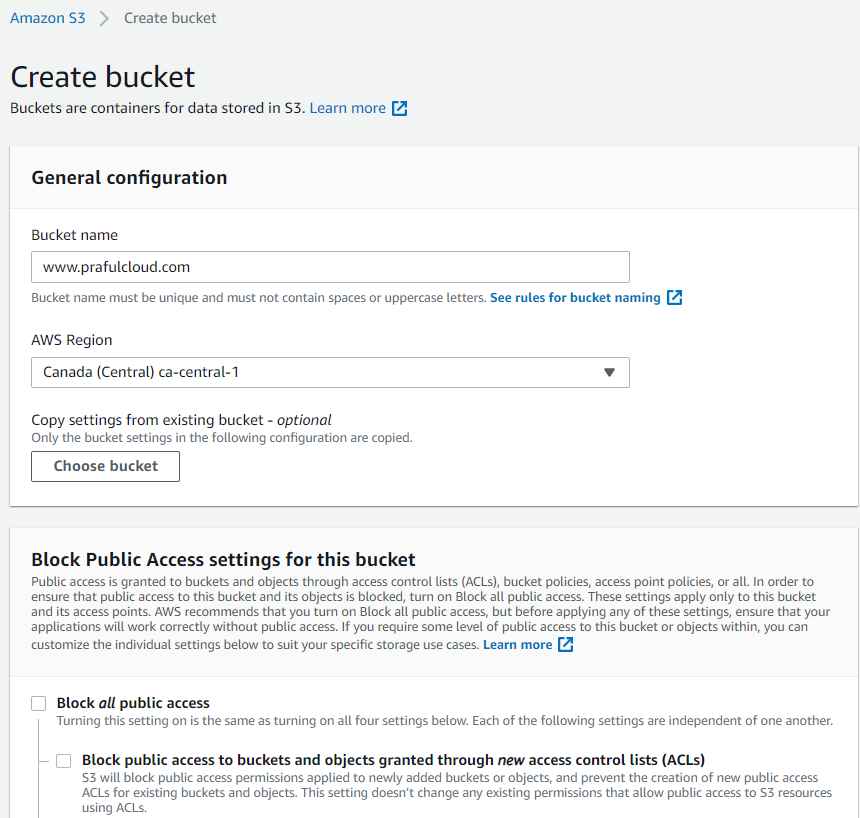 Amazon S3 > Create bucket
Create bucket
Buckets are containers for data stored in S3. Learn more
General configuration
Bucket name
www.prafulcloud.com
Bucket name must be unique and must not contain spaces or uppercase letters. See rules for bucket naming
AWS Region
Canada (Central) ca-central-1
Copy settings from existing bucket - optional
Only the bucket settings in the following configuration are copied.
Choose bucket
Block Public Access settings for this bucket
Public access is granted to buckets and objects through access control lists (ACLs), bucket policies, access point policies, or all. In order to
ensure that public access to this bucket and its objects is blocked, turn on Block all public access. These settings apply only to this bucket
and its access points. AWS recommends that you turn on Block all public access, but before applying any of these settings, ensure that your
applications will work correctly without public access. If you require some level of public access to this bucket or objects within, you can
customize the individual settings below to suit your specific storage use cases. Learn more
Block all public access
Turning this setting on is the same as turning on all four settings below. Each of the following settings are independent of one another.
Block public access to buckets and objects granted through new access control lists (ACLs)
S3 will block public access permissions applied to newly added buckets or objects, and prevent the creation of new public access
ACLs for existing buckets and objects. This setting doesn't change any existing permissions that allow public access to S3 resources
using ACLs.